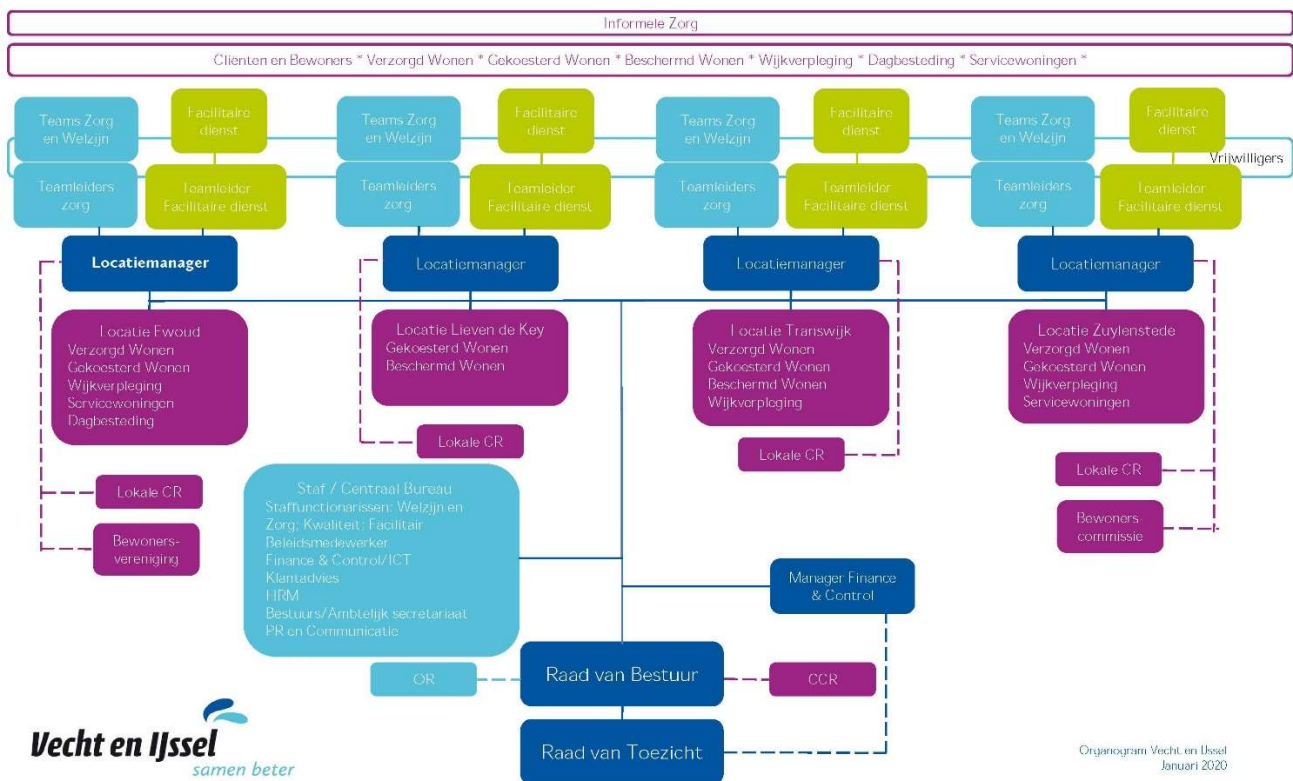 Informele Zorg
Cliënten en Bewoners * Verzorgd Wonen * Gekoesterd Wonen * Beschermd Wonen * Wijkverpleging * Dagbesteding * Servicewoningen *
Teams Zorg
en Welzijn
Facilitaire
dienst
Teams Zorg
en Welzijn
Facilitaire
dienst
Teams Zorg
en Welzijn
Facilitaire
dienst
Teams Zorg
en Welzijn
Facilitaire
dienst
Vrijwilligers
Teamleiders
zorg
Teamleider
Facilitaire dienst
Teamleiders
zorg
Teamleider
Facilitaire dienst
Teamleiders
zorg
Teamleider
Facilitaire dienst
Teamleiders
zorg
Teamleider
Facilitaire dienst
Locatiemanager
Locatiemanager
Locatiemanager
Locatiemanager
Locatie Ewoud
Verzorgd Wonen
Gekoesterd Wonen
Wijkverpleging
Servicewoningen
Dagbesteding
Locatie Lieven de Key
Gekoesterd Wonen
Beschermd Wonen
Locatie Transwijk
Verzorgd Wonen
Gekoesterd Wonen
Beschermd Wonen
Wijkverpleging
Locatie Zuylenstede
Verzorgd Wonen
Gekoesterd Wonen
Wijkverpleging
Servicewoningen
Lokale CR
Lokale CR
Lokale CR
Lokale CR
Bewoners-
vereniging
Bewoners-
commissie
Staf / Centraal Bureau
Staffunctionarissen: Welzijn en
Zorg; Kwaliteit; Facilitair
Beleidsmedewerker
Finance & Control/ICT
Klantadvies
HRM
Bestuurs/Ambtelijk secretariaat
PR en Communicatie
Manager Finance
& Control
OR
Raad van Bestuur
CCR
Raad van Toezicht
Vecht en IJssel
samen beter
Organogram Vecht en IJssel
Januari 2020